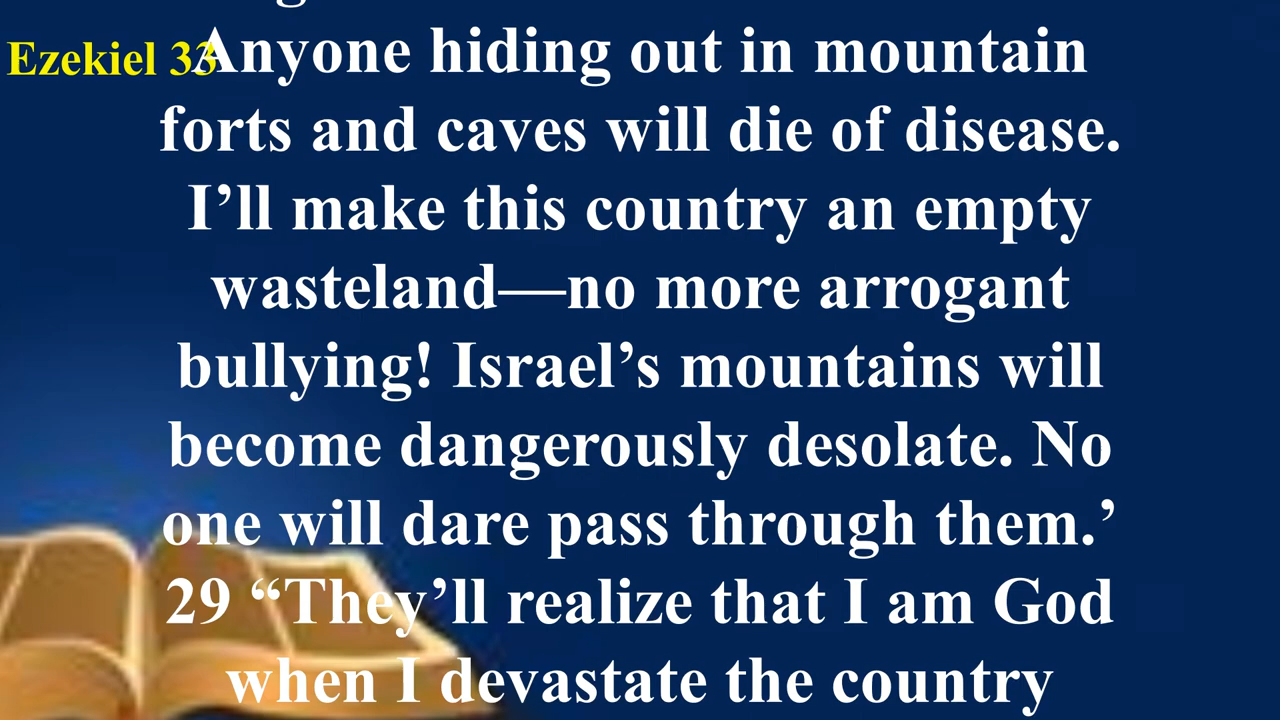 Ezekiel 33
Anyone hiding out in mountain
forts and caves will die of disease.
I’ll make this country an empty
wasteland—no more arrogant
bullying! Israel’s mountains will
become dangerously desolate. No
one will dare pass through them.’
29 “They’ll realize that I am God
when I devastate the country